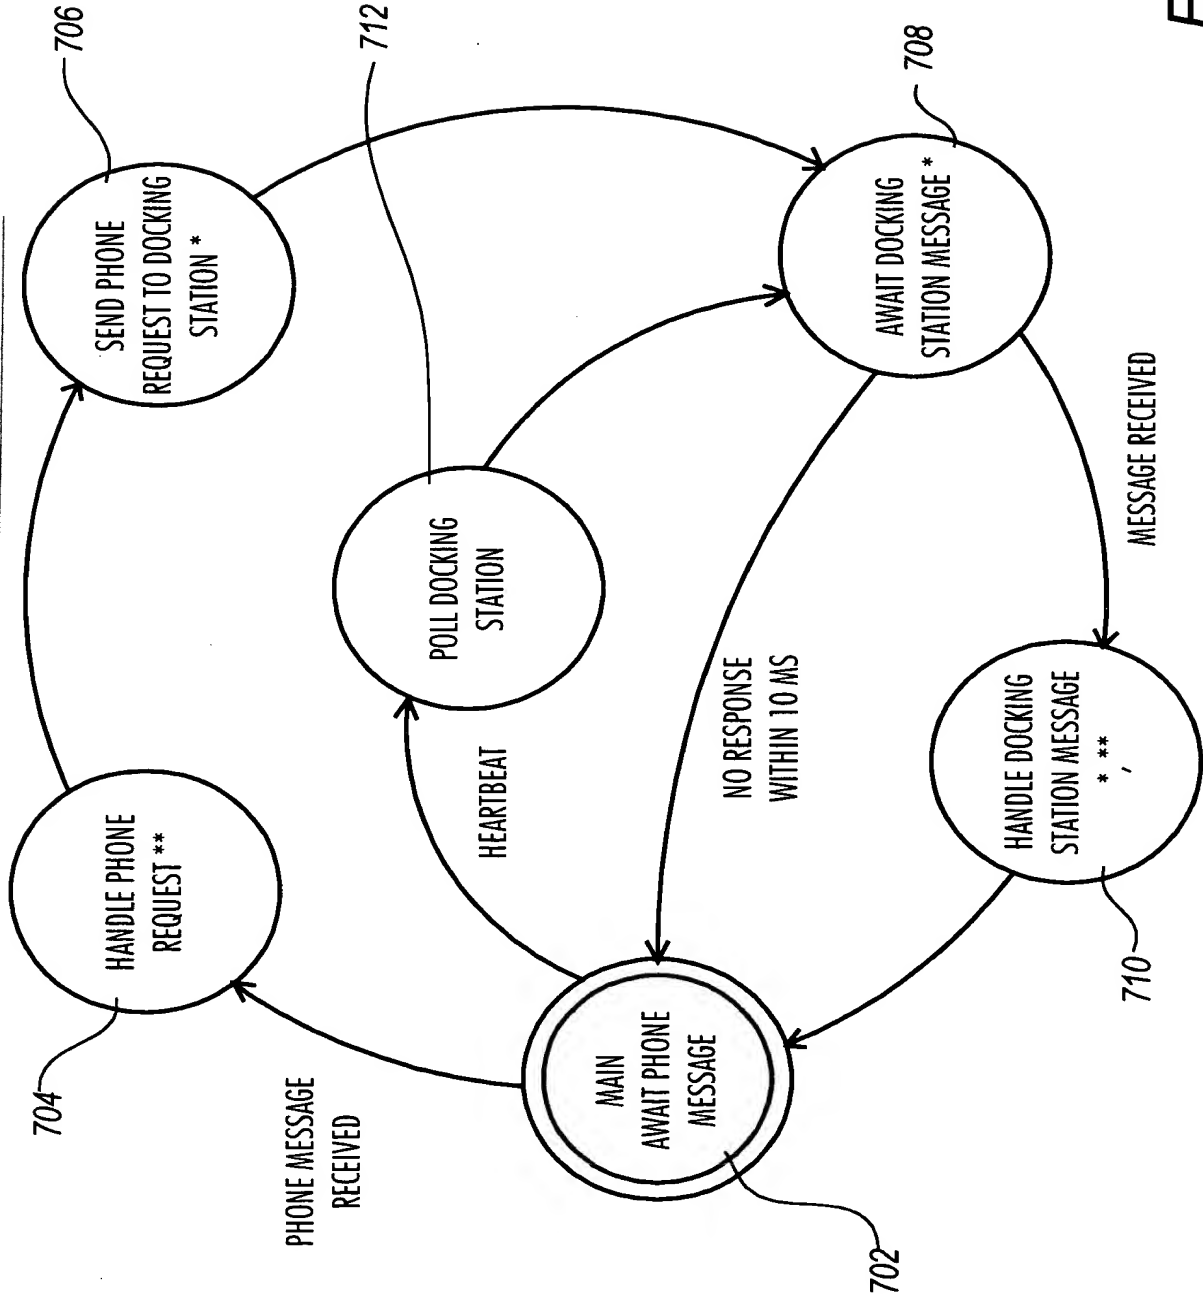 704
706
HANDLE PHONE
REQUEST **
SEND PHONE
REQUEST TO DOCKING
STATION *
PHONE MESSAGE
RECEIVED
712
POLL DOCKING
STATION
HEARTBEAT
MAIN
AWAIT PHONE
MESSAGE
NO RESPONSE
WITHIN 10 MS
702
AWAIT DOCKING
STATION MESSAGE *
708
HANDLE DOCKING
STATION MESSAGE
*, **
710
MESSAGE RECEIVED